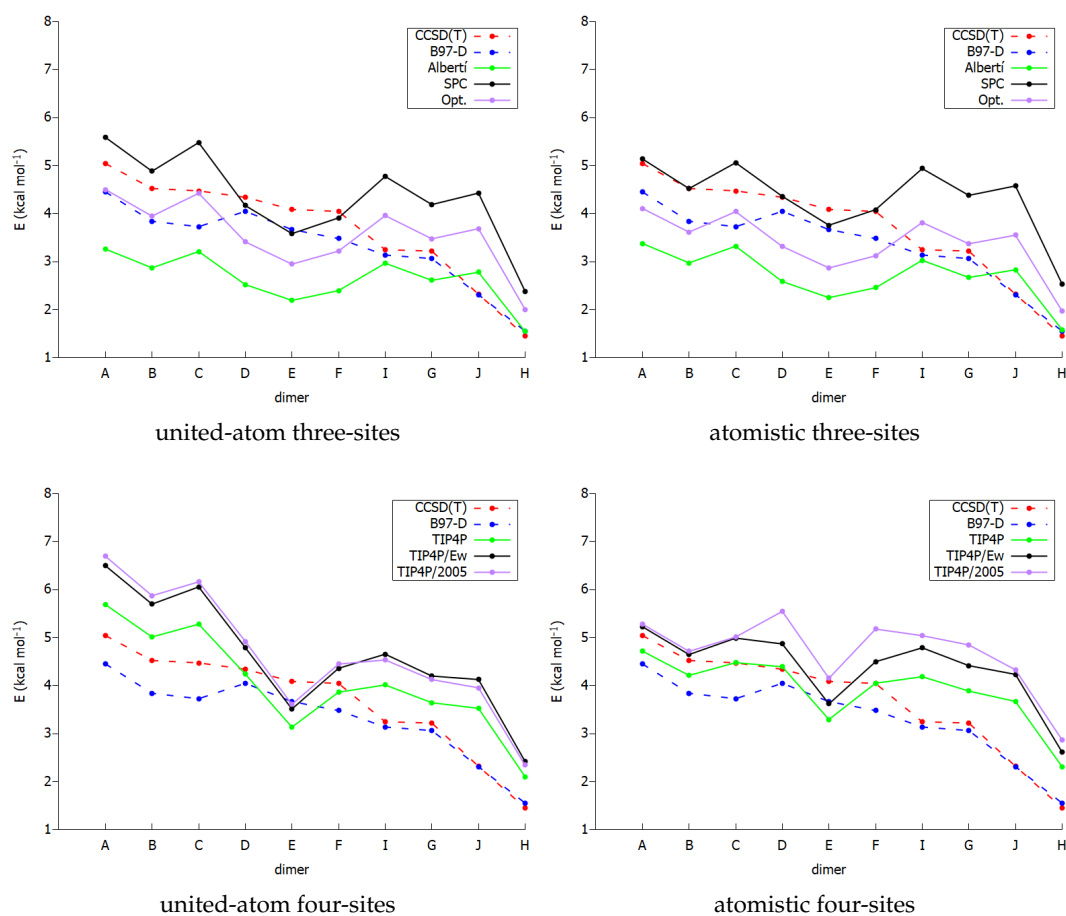 8
7
6
5
4
3
2
1
E (kcal mol⁻¹)
CCSD(T)
B97-D
Albertí
SPC
Opt.
A B C D E F I G J H
dimer
united-atom three-sites
8
7
6
5
4
3
2
1
E (kcal mol⁻¹)
CCSD(T)
B97-D
Albertí
SPC
Opt.
A B C D E F I G J H
dimer
atomistic three-sites
8
7
6
5
4
3
2
1
E (kcal mol⁻¹)
CCSD(T)
B97-D
TIP4P
TIP4P/Ew
TIP4P/2005
A B C D E F I G J H
dimer
united-atom four-sites
8
7
6
5
4
3
2
1
E (kcal mol⁻¹)
CCSD(T)
B97-D
TIP4P
TIP4P/Ew
TIP4P/2005
A B C D E F I G J H
dimer
atomistic four-sites